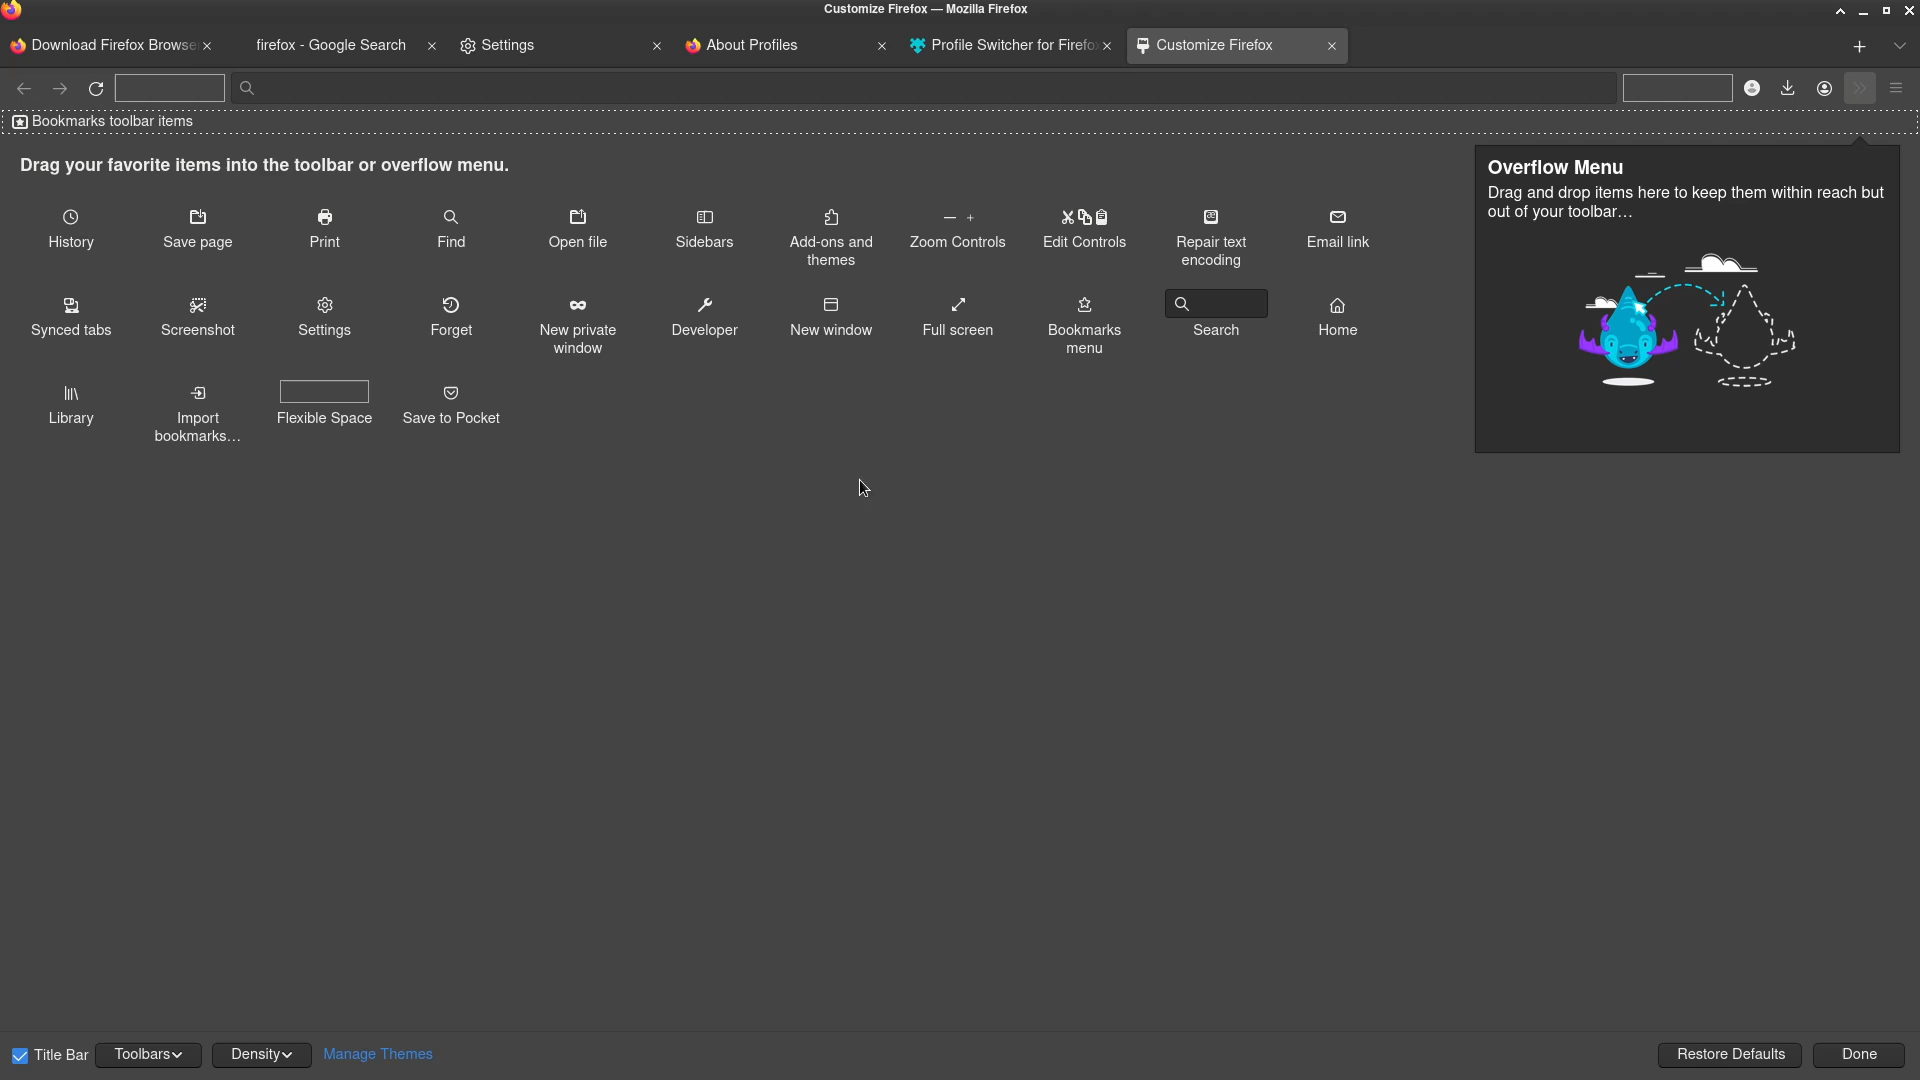 Customize Firefox — Mozilla Firefox
Download Firefox Browse
firefox - Google Search
Settings
About Profiles
Profile Switcher for Firefo
Customize Firefox
Bookmarks toolbar items
Drag your favorite items into the toolbar or overflow menu.
History
Save page
Print
Find
Open file
Sidebars
Add-ons and
themes
Zoom Controls
Edit Controls
Repair text
encoding
Email link
Synced tabs
Screenshot
Settings
Forget
New private
window
Developer
New window
Full screen
Bookmarks
menu
Search
Home
Library
Import
bookmarks…
Flexible Space
Save to Pocket
Overflow Menu
Drag and drop items here to keep them within reach but
out of your toolbar…
Title Bar
Toolbars
Density
Manage Themes
Restore Defaults
Done